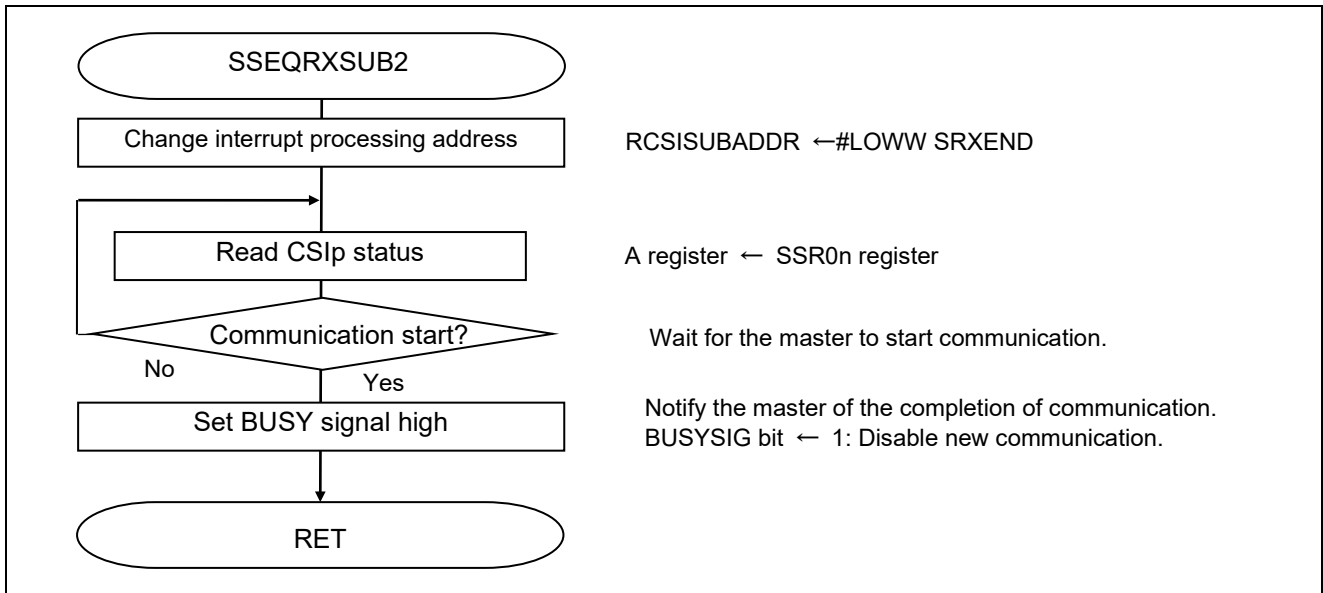 SSEQRXSUB2
Change interrupt processing address
RCSISUBADDR ←#LOWW SRXEND
Read CSIp status
A register ← SSR0n register
Communication start?
Wait for the master to start communication.
No
Yes
Set BUSY signal high
Notify the master of the completion of communication.
BUSYSIG bit ← 1: Disable new communication.
RET